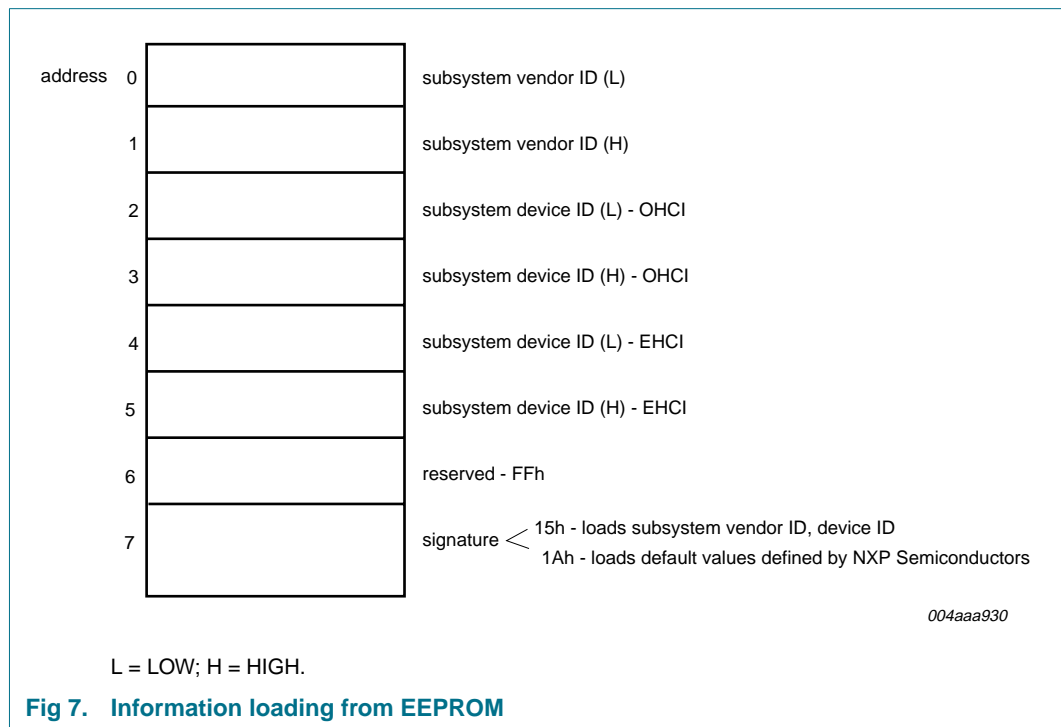 address 0 subsystem vendor ID (L)
1 subsystem vendor ID (H)
2 subsystem device ID (L) - OHCI
3 subsystem device ID (H) - OHCI
4 subsystem device ID (L) - EHCI
5 subsystem device ID (H) - EHCI
6 reserved - FFh
15h - loads subsystem vendor ID, device ID
7 signature
1Ah - loads default values defined by NXP Semiconductors
004aaa930
L = LOW; H = HIGH.
Fig 7. Information loading from EEPROM